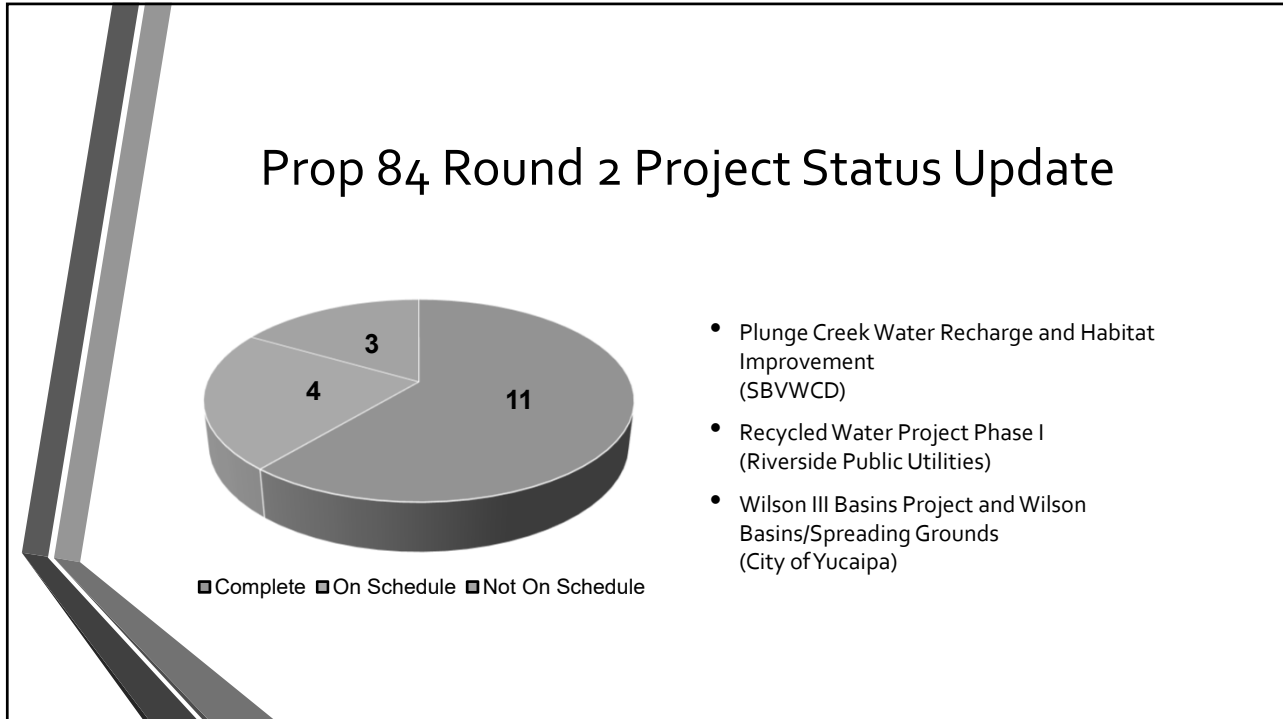 Prop 84 Round 2 Project Status Update
3
4
11
■Complete ■On Schedule ■Not On Schedule
• Plunge Creek Water Recharge and Habitat
Improvement
(SBVWCD)
• Recycled Water Project Phase I
(Riverside Public Utilities)
• Wilson III Basins Project and Wilson
Basins/Spreading Grounds
(City of Yucaipa)